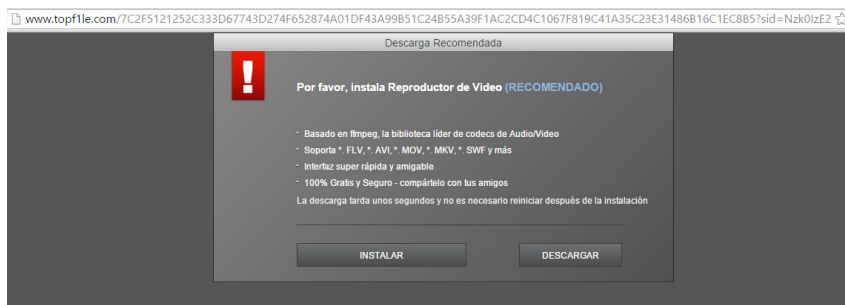 www.topf1le.com/7C2F5121252C333D67743D274F652874A01DF43A99B51C24B55A39F1AC2CD4C1067F819C41A35C23E31486B16C1EC8B5?sid=Nzk0IzE2
Descarga Recomendada
!
Por favor, instala Reproductor de Video (RECOMENDADO)
· Basado en ffmpeg, la biblioteca líder de codecs de Audio/Video
· Soporta *. FLV, *. AVI, *. MOV, *. MKV, *. SWF y más
· Interfaz super rápida y amigable
· 100% Gratis y Seguro - compártelo con tus amigos
La descarga tarda unos segundos y no es necesario reiniciar después de la instalación
INSTALAR
DESCARGAR